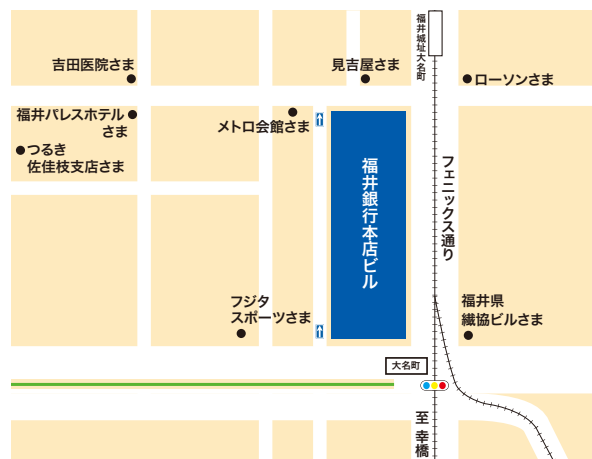 福井城址大名町
吉田医院さま
見吉屋さま
ローソンさま
福井パレスホテル
さま
メトロ会館さま
つるき
佐佳枝支店さま
福井銀行本店ビル
フェニックス通り
フジタ
スポーツさま
福井県
繊協ビルさま
大名町
至 幸橋